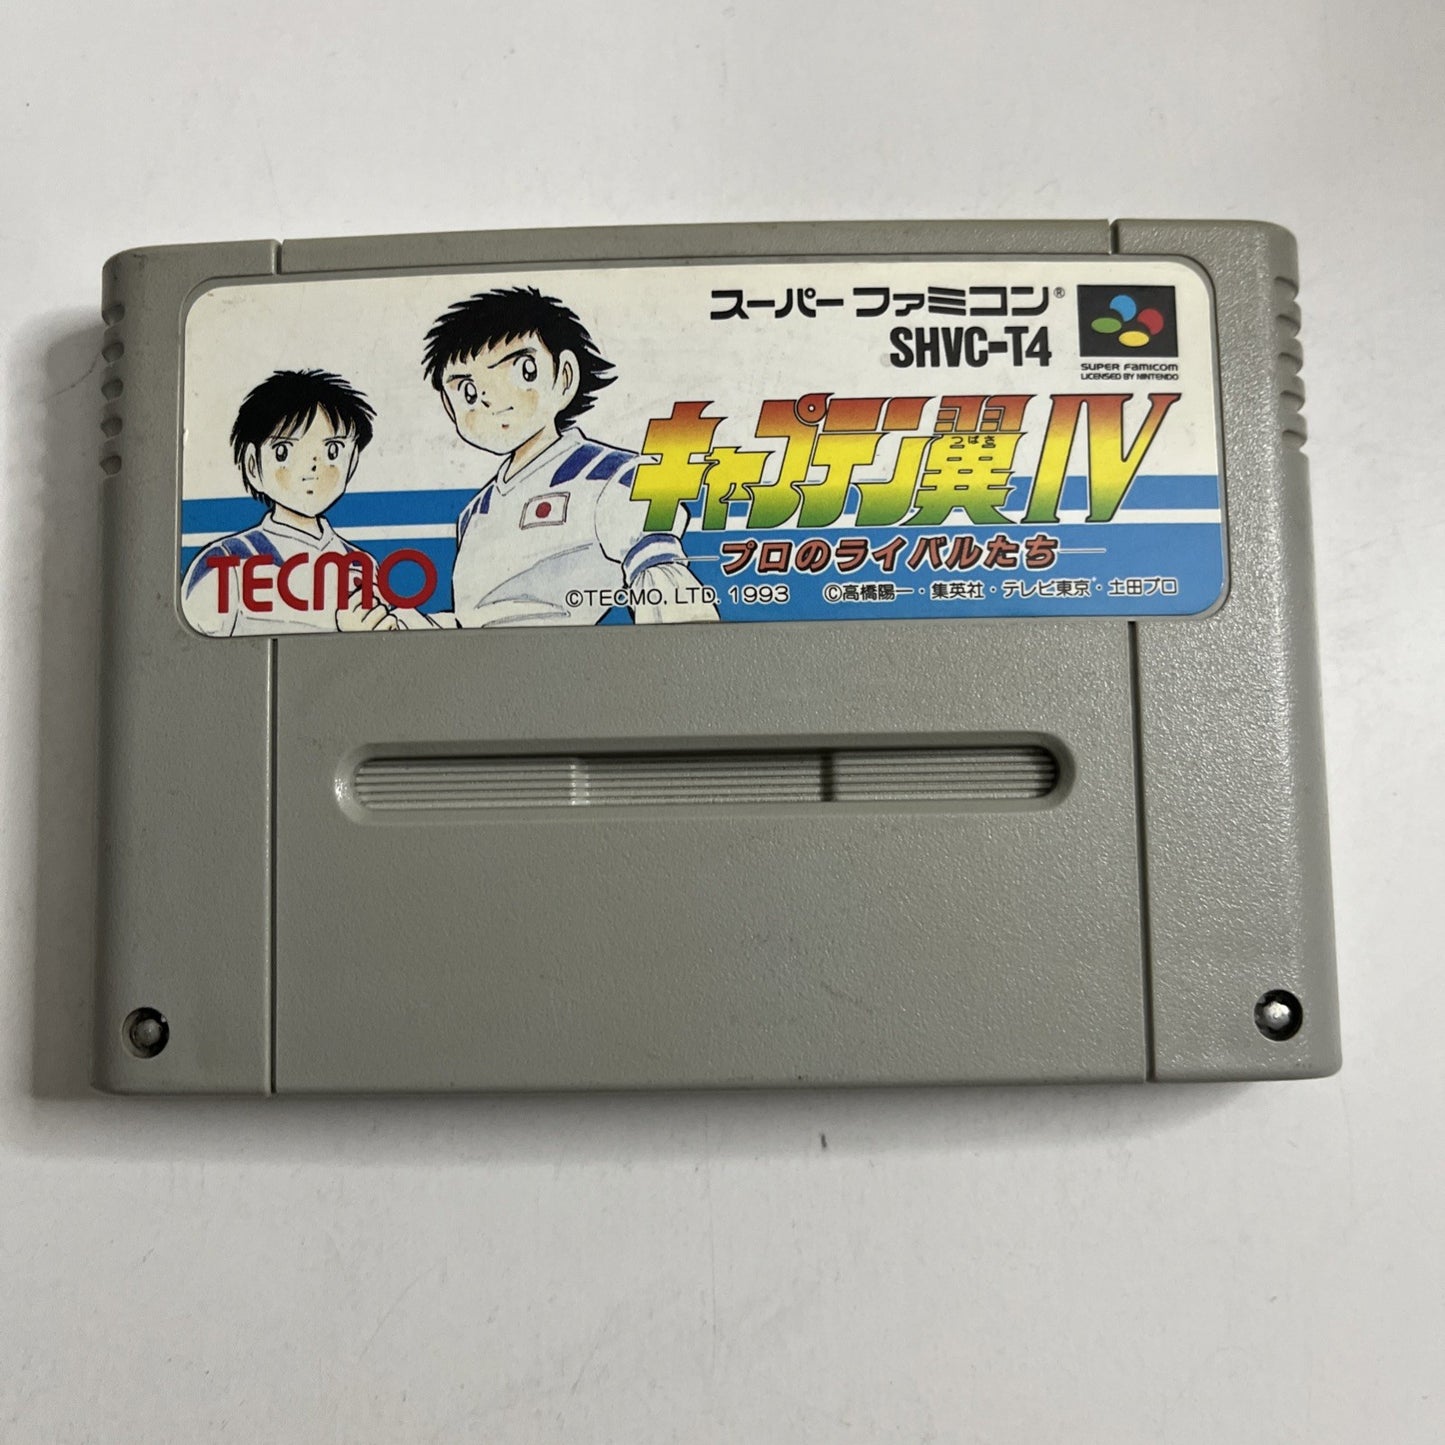 スーパーファミコン®
SHVC-T4
SUPER FAMICOM
LICENSED BY NINTENDO
キャプテン翼IV
つばさ
プロのライバルたち
TECMO
©TECMO, LTD. 1993 ©高橋陽一・集英社・テレビ東京・土田プロ